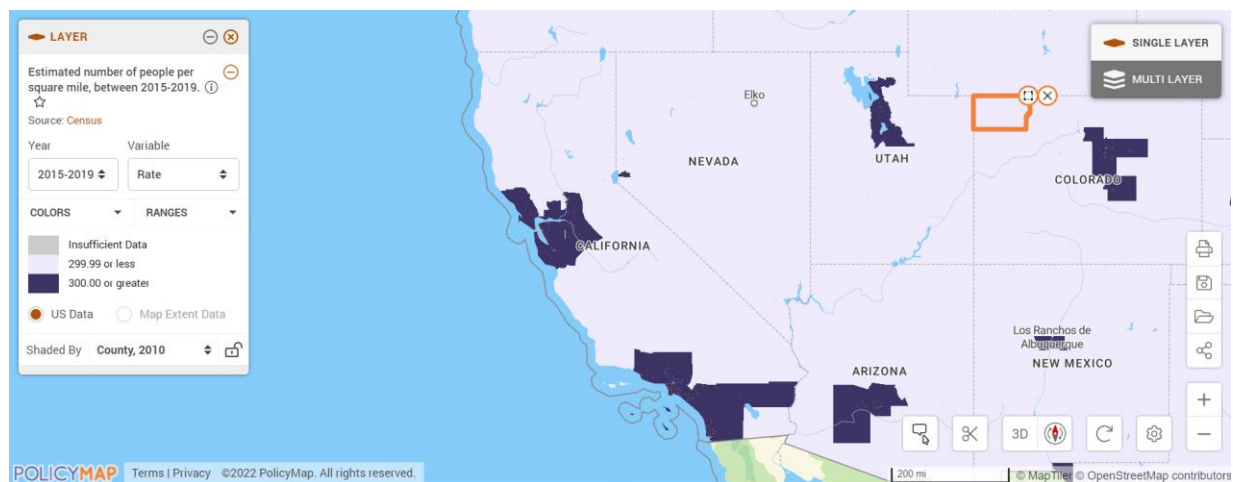 LAYER
Estimated number of people per
square mile, between 2015-2019.
Source: Census
Year Variable
2015-2019 Rate
COLORS RANGES
Insufficient Data
299.99 or less
300.00 or greater
US Data Map Extent Data
Shaded By County, 2010
Elko
NEVADA
UTAH
COLORADO
CALIFORNIA
Los Ranchos de
Albuquerque
NEW MEXICO
ARIZONA
SINGLE LAYER
MULTI LAYER
3D
200 mi
POLICYMAP Terms | Privacy ©2022 PolicyMap. All rights reserved.
© MapTiler © OpenStreetMap contributors